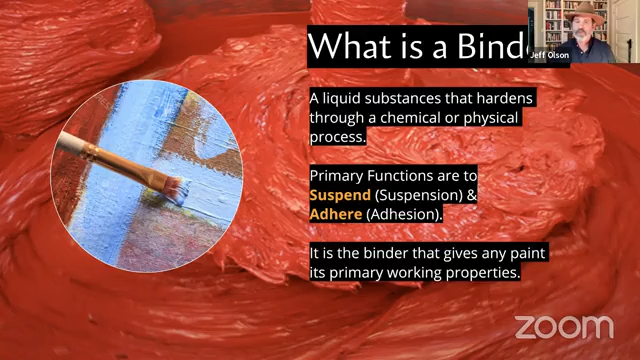 What is a Bind
Jeff Olson
A liquid substances that hardens
through a chemical or physical
process.
Primary Functions are to
Suspend (Suspension) &
Adhere (Adhesion).
It is the binder that gives any paint
its primary working properties.
zoom